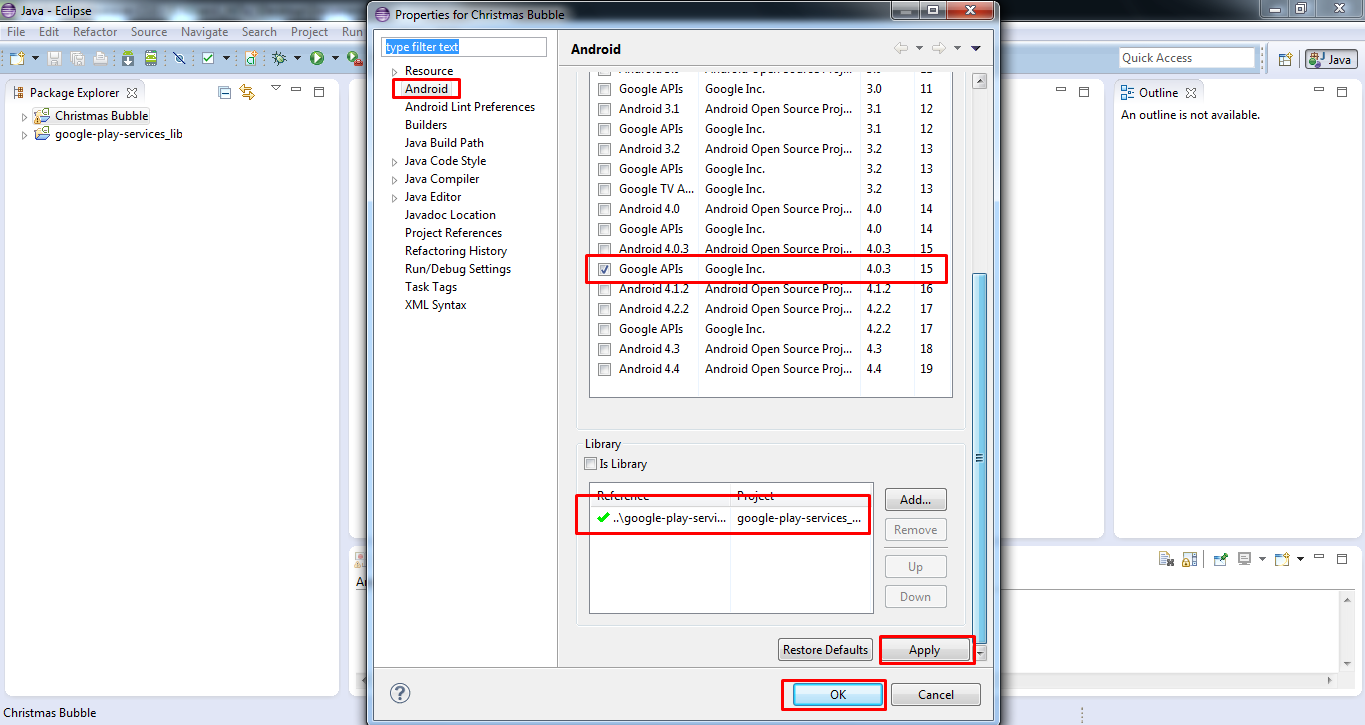 Java - Eclipse
File Edit Refactor Source Navigate Search Project Run
Quick Access
Java
Package Explorer
Christmas Bubble
google-play-services_lib
Properties for Christmas Bubble
type filter text
Resource
Android
Android Lint Preferences
Builders
Java Build Path
Java Code Style
Java Compiler
Java Editor
Javadoc Location
Project References
Refactoring History
Run/Debug Settings
Task Tags
XML Syntax
Android
Google APIs Google Inc. 3.0 11
Android 3.1 Android Open Source Proj... 3.1 12
Google APIs Google Inc. 3.1 12
Android 3.2 Android Open Source Proj... 3.2 13
Google APIs Google Inc. 3.2 13
Google TV A... Google Inc. 3.2 13
Android 4.0 Android Open Source Proj... 4.0 14
Google APIs Google Inc. 4.0 14
Android 4.0.3 Android Open Source Proj... 4.0.3 15
Google APIs Google Inc. 4.0.3 15
Android 4.1.2 Android Open Source Proj... 4.1.2 16
Android 4.2.2 Android Open Source Proj... 4.2.2 17
Google APIs Google Inc. 4.2.2 17
Android 4.3 Android Open Source Proj... 4.3 18
Android 4.4 Android Open Source Proj... 4.4 19
Library
Is Library
Reference Project
..\google-play-servi... google-play-services_...
Add...
Remove
Up
Down
Restore Defaults Apply
OK Cancel
Outline
An outline is not available.
Christmas Bubble